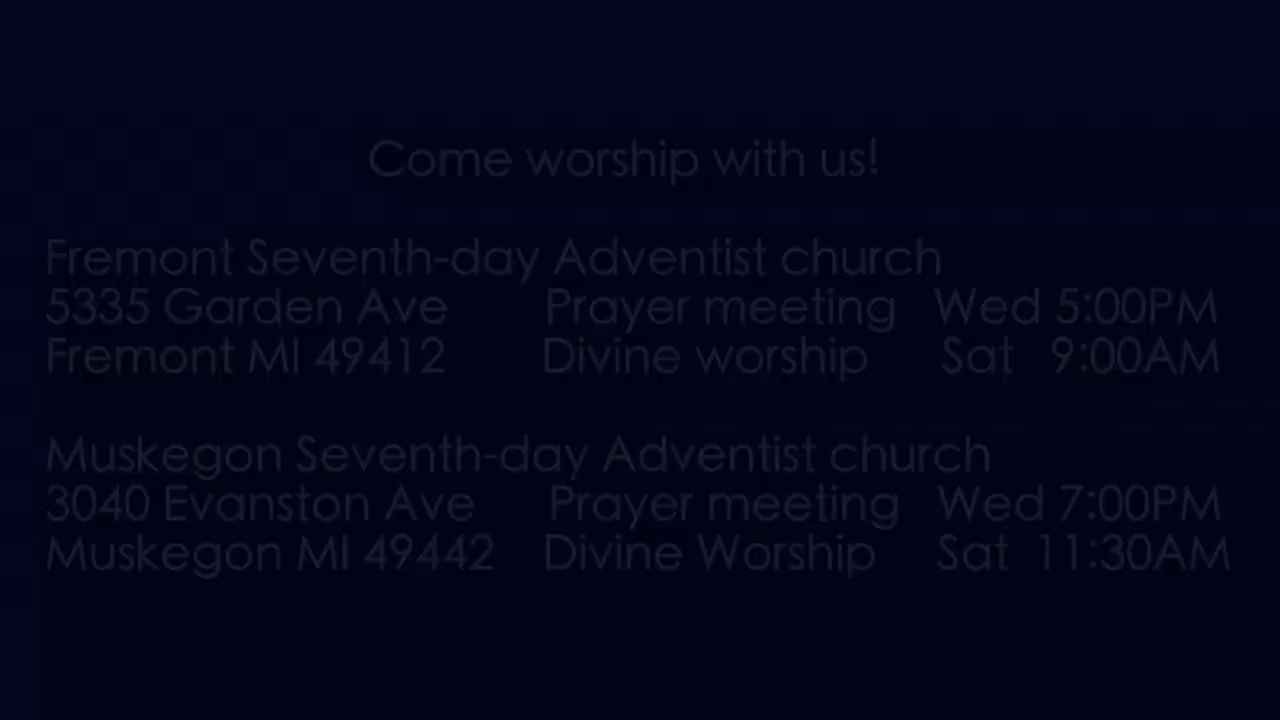 Come worship with us!
Fremont Seventh-day Adventist church
5335 Garden Ave Prayer meeting Wed 5:00PM
Fremont MI 49412 Divine worship Sat 9:00AM
Muskegon Seventh-day Adventist church
3040 Evanston Ave Prayer meeting Wed 7:00PM
Muskegon MI 49442 Divine Worship Sat 11:30AM